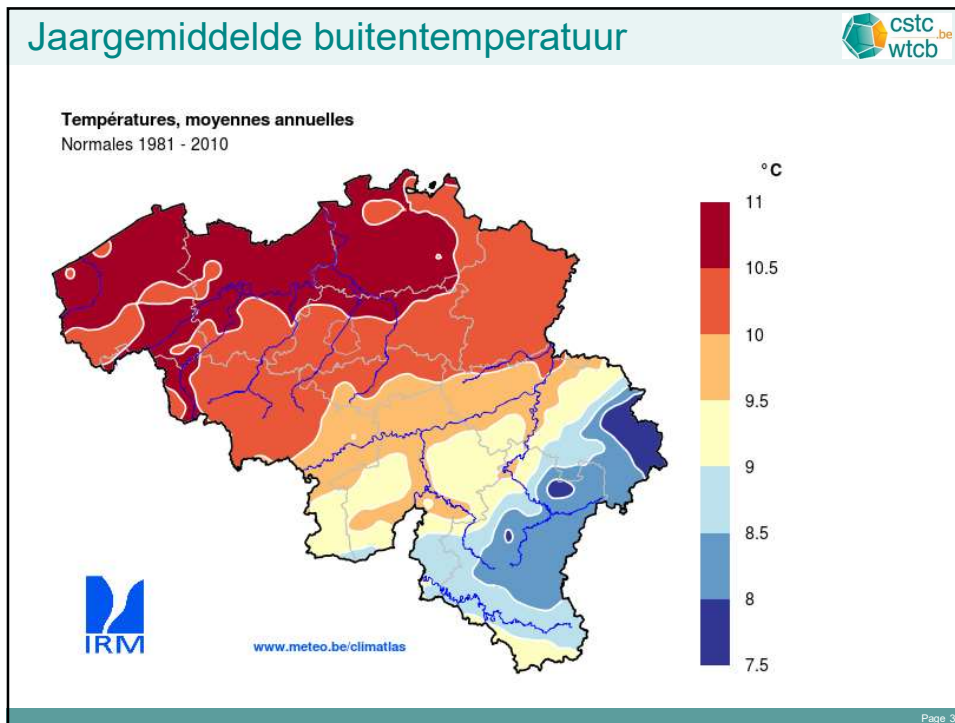 Jaargemiddelde buitentemperatuur
cstc
.be
wtcb
Températures, moyennes annuelles
Normales 1981 - 2010
°C
11
10.5
10
9.5
9
8.5
8
7.5
IRM
www.meteo.be/climatlas
Page 3